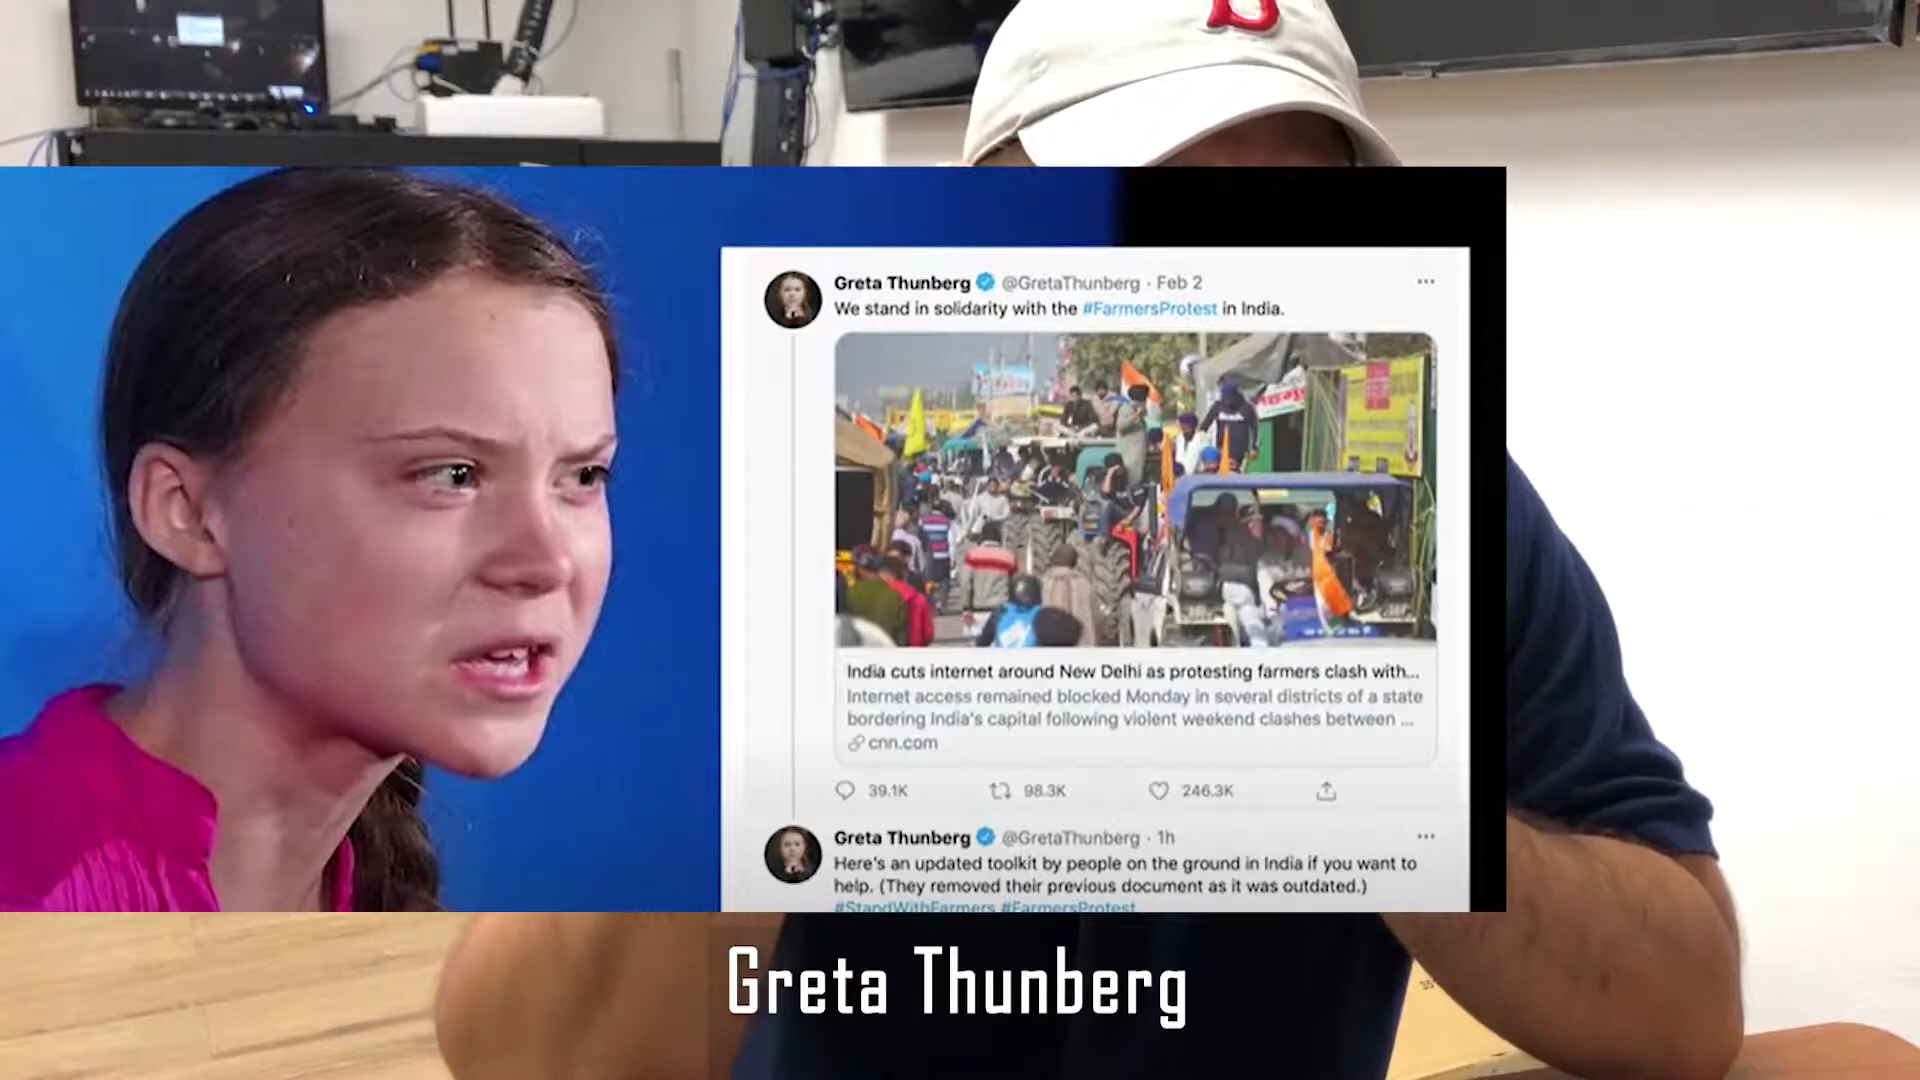 B
Greta Thunberg @GretaThunberg · Feb 2
We stand in solidarity with the #FarmersProtest in India.
India cuts internet around New Delhi as protesting farmers clash with...
Internet access remained blocked Monday in several districts of a state
bordering India's capital following violent weekend clashes between ...
cnn.com
39.1K 98.3K 246.3K
Greta Thunberg @GretaThunberg · 1h
Here's an updated toolkit by people on the ground in India if you want to
help. (They removed their previous document as it was outdated.)
#StandWithFarmers #FarmersProtest
Greta Thunberg